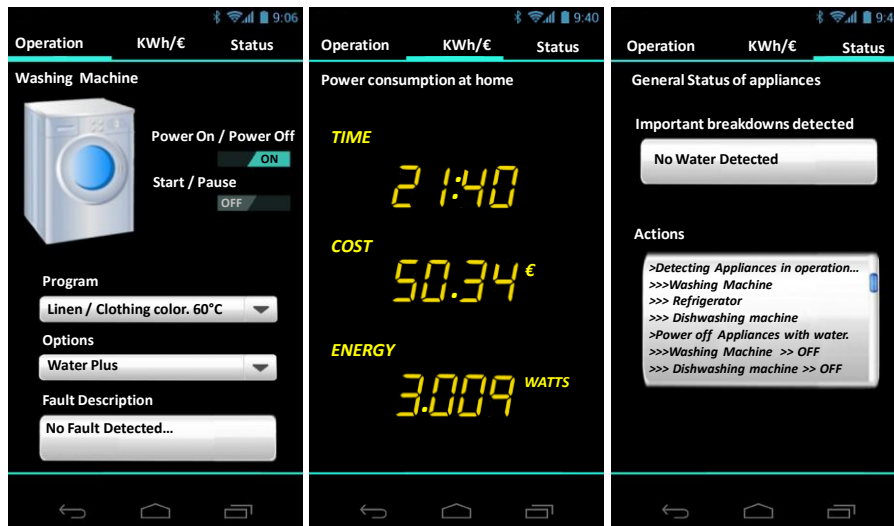 9:06
Operation KWh/€ Status
Washing Machine
Power On / Power Off
ON
Start / Pause
OFF
Program
Linen / Clothing color. 60°C
Options
Water Plus
Fault Description
No Fault Detected...
9:40
Operation KWh/€ Status
Power consumption at home
TIME
21:40
COST
50.34 €
ENERGY
3.009 WATTS
9:4
Operation KWh/€ Status
General Status of appliances
Important breakdowns detected
No Water Detected
Actions
>Detecting Appliances in operation...
>>>Washing Machine
>>> Refrigerator
>>> Dishwashing machine
>Power off Appliances with water.
>>>Washing Machine >> OFF
>>> Dishwashing machine >> OFF